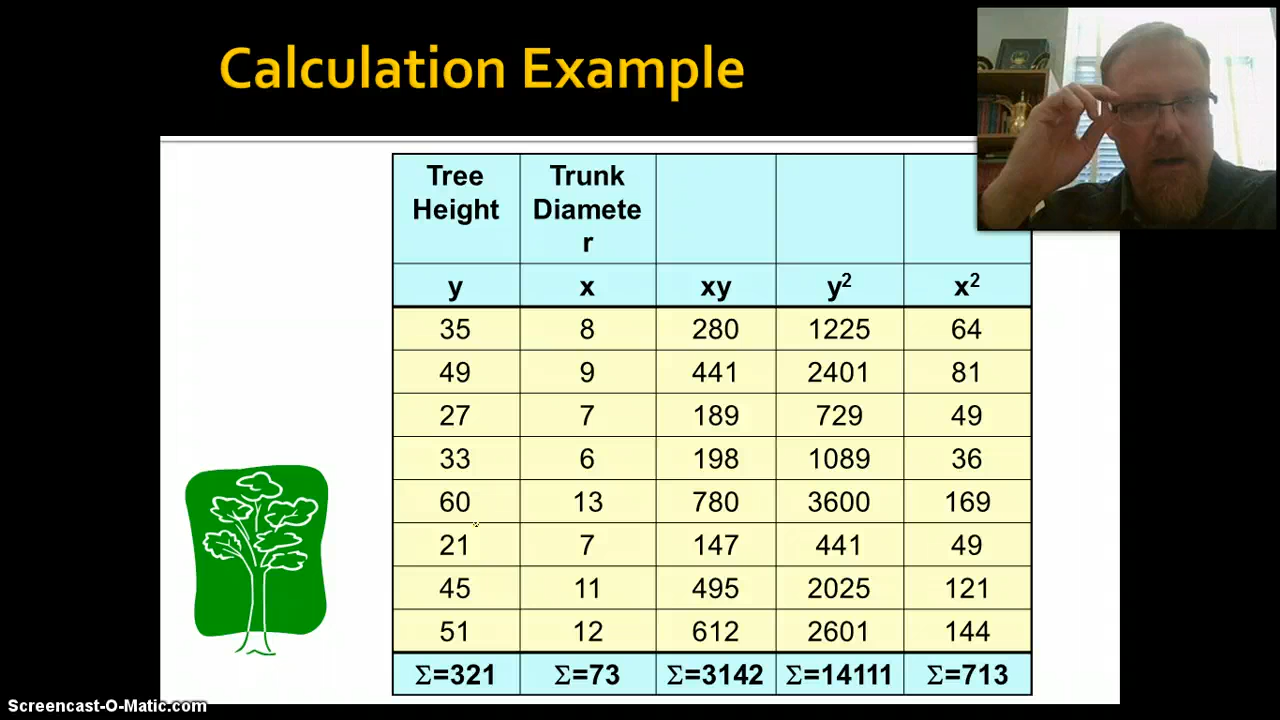 Calculation Example
Tree Height Trunk Diamete r
y x xy y² x²
35 8 280 1225 64
49 9 441 2401 81
27 7 189 729 49
33 6 198 1089 36
60 13 780 3600 169
21 7 147 441 49
45 11 495 2025 121
51 12 612 2601 144
Σ=321 Σ=73 Σ=3142 Σ=14111 Σ=713
Screencast-O-Matic.com